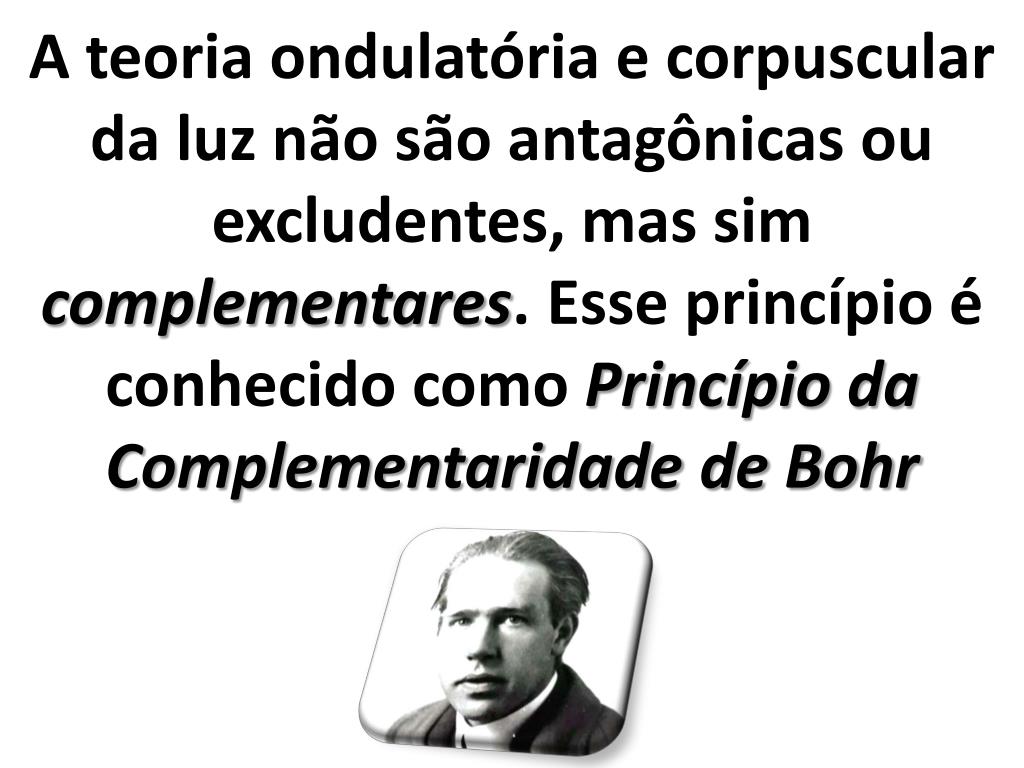 A teoria ondulatória e corpuscular
da luz não são antagônicas ou
excludentes, mas sim
complementares. Esse princípio é
conhecido como Princípio da
Complementaridade de Bohr